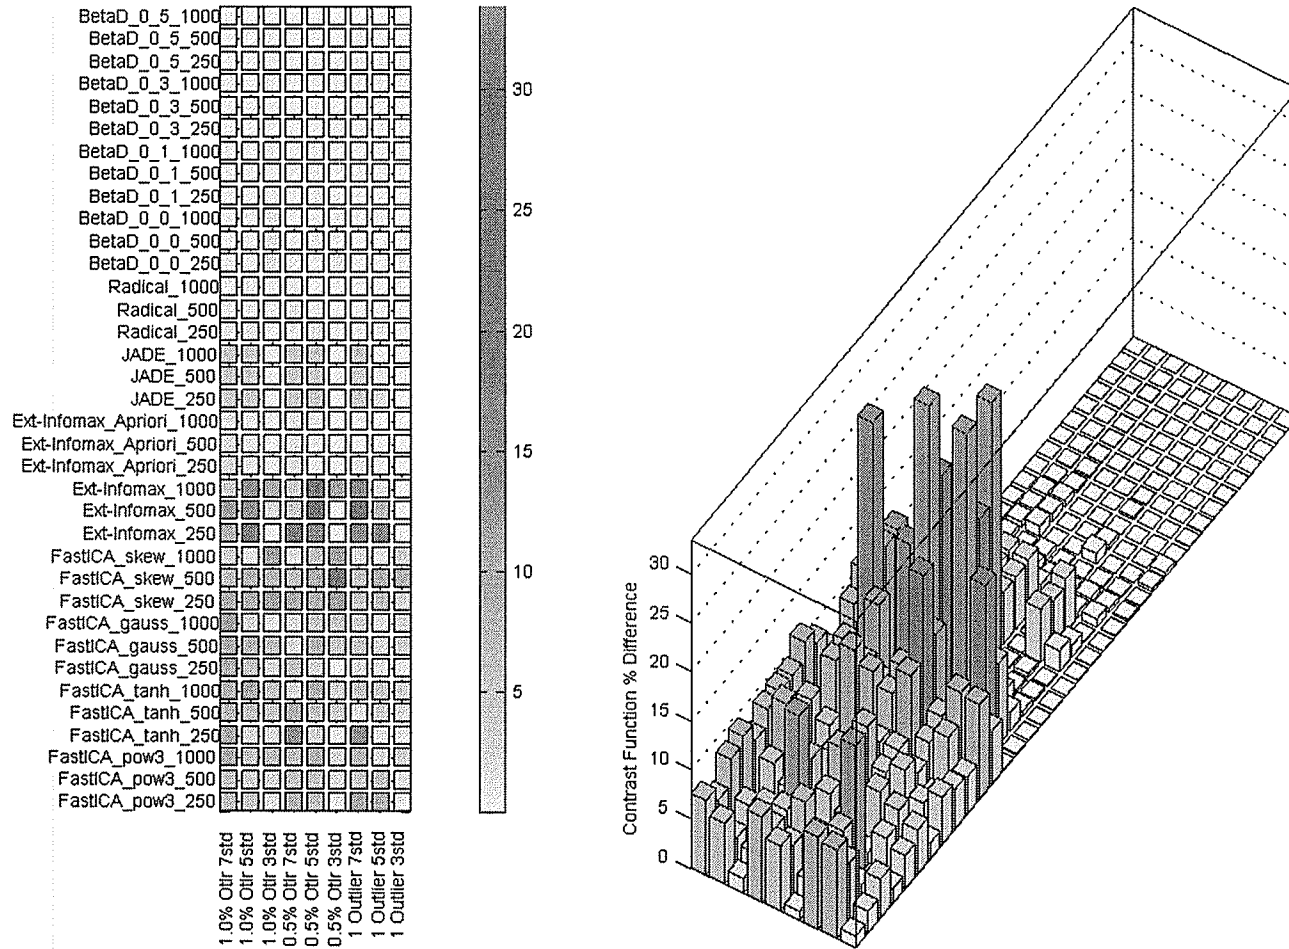 BetaD_0_5_1000
BetaD_0_5_500
BetaD_0_5_250
BetaD_0_3_1000
BetaD_0_3_500
BetaD_0_3_250
BetaD_0_1_1000
BetaD_0_1_500
BetaD_0_1_250
BetaD_0_0_1000
BetaD_0_0_500
BetaD_0_0_250
Radical_1000
Radical_500
Radical_250
JADE_1000
JADE_500
JADE_250
Ext-Infomax_Apriori_1000
Ext-Infomax_Apriori_500
Ext-Infomax_Apriori_250
Ext-Infomax_1000
Ext-Infomax_500
Ext-Infomax_250
FastICA_skew_1000
FastICA_skew_500
FastICA_skew_250
FastICA_gauss_1000
FastICA_gauss_500
FastICA_gauss_250
FastICA_tanh_1000
FastICA_tanh_500
FastICA_tanh_250
FastICA_pow3_1000
FastICA_pow3_500
FastICA_pow3_250
1.0% Otlr 7std
1.0% Otlr 5std
1.0% Otlr 3std
0.5% Otlr 7std
0.5% Otlr 5std
0.5% Otlr 3std
1 Outlier 7std
1 Outlier 5std
1 Outlier 3std
30
25
20
15
10
5
Contrast Function % Difference
30
25
20
15
10
5
0